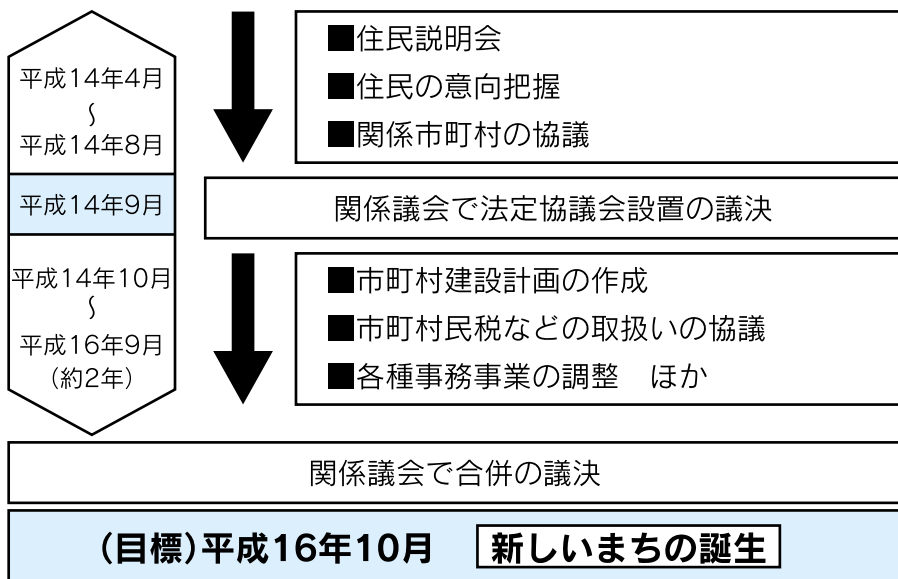 平成14年4月
〜
平成14年8月
■住民説明会
■住民の意向把握
■関係市町村の協議
平成14年9月
関係議会で法定協議会設置の議決
平成14年10月
〜
平成16年9月
（約2年）
■市町村建設計画の作成
■市町村民税などの取扱いの協議
■各種事務事業の調整　ほか
関係議会で合併の議決
（目標）平成16年10月　新しいまちの誕生